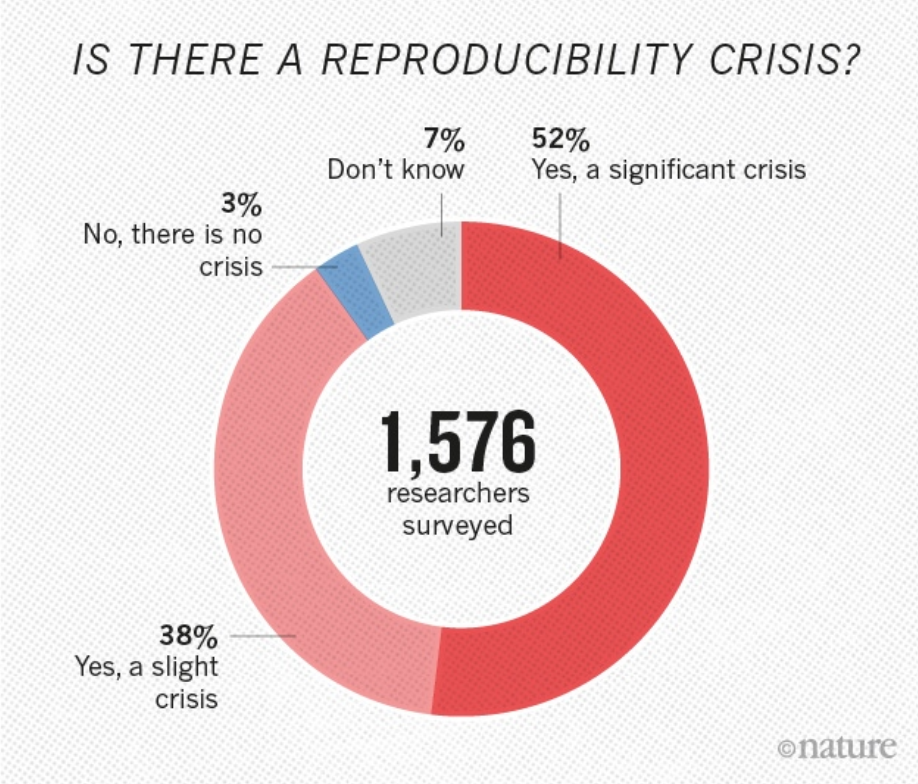 IS THERE A REPRODUCIBILITY CRISIS?
7%
Don’t know
52%
Yes, a significant crisis
3%
No, there is no
crisis
1,576
researchers
surveyed
38%
Yes, a slight
crisis
©nature